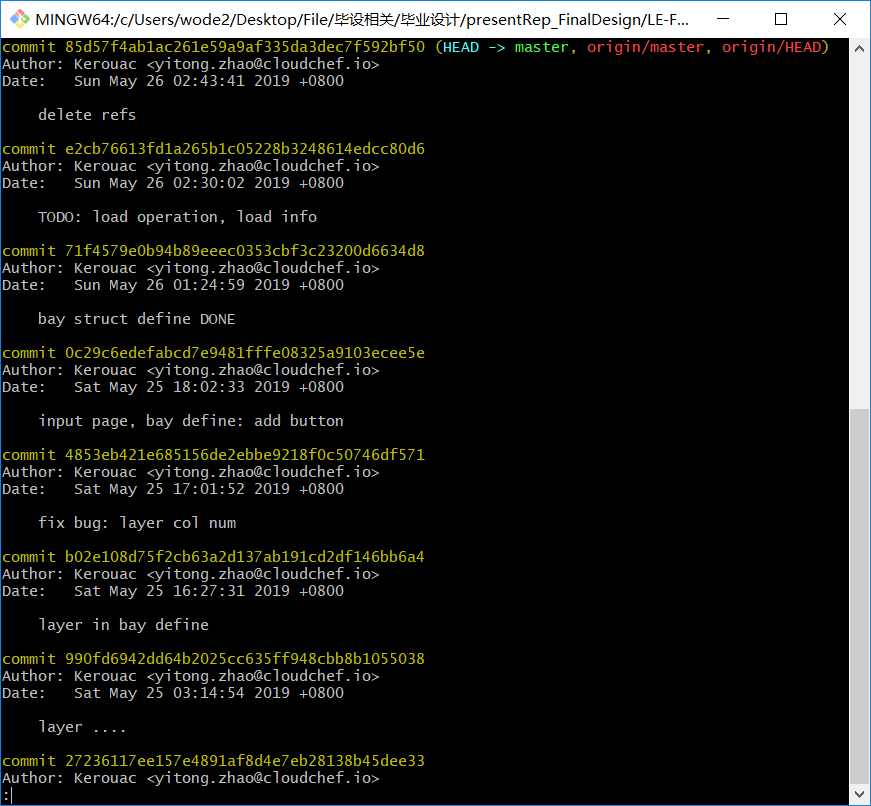 MINGW64:/c/Users/wode2/Desktop/File/毕设相关/毕业设计/presentRep_FinalDesign/LE-F...
commit 85d57f4ab1ac261e59a9af335da3dec7f592bf50 (HEAD -> master, origin/master, origin/HEAD)
Author: Kerouac <yitong.zhao@cloudchef.io>
Date:   Sun May 26 02:43:41 2019 +0800
delete refs
commit e2cb76613fd1a265b1c05228b3248614edcc80d6
Author: Kerouac <yitong.zhao@cloudchef.io>
Date:   Sun May 26 02:30:02 2019 +0800
TODO: load operation, load info
commit 71f4579e0b94b89eeec0353cbf3c23200d6634d8
Author: Kerouac <yitong.zhao@cloudchef.io>
Date:   Sun May 26 01:24:59 2019 +0800
bay struct define DONE
commit 0c29c6edefabcd7e9481fffe08325a9103ecee5e
Author: Kerouac <yitong.zhao@cloudchef.io>
Date:   Sat May 25 18:02:33 2019 +0800
input page, bay define: add button
commit 4853eb421e685156de2ebbe9218f0c50746df571
Author: Kerouac <yitong.zhao@cloudchef.io>
Date:   Sat May 25 17:01:52 2019 +0800
fix bug: layer col num
commit b02e108d75f2cb63a2d137ab191cd2df146bb6a4
Author: Kerouac <yitong.zhao@cloudchef.io>
Date:   Sat May 25 16:27:31 2019 +0800
layer in bay define
commit 990fd6942dd64b2025cc635ff948cbb8b1055038
Author: Kerouac <yitong.zhao@cloudchef.io>
Date:   Sat May 25 03:14:54 2019 +0800
layer ....
commit 27236117ee157e4891af8d4e7eb28138b45dee33
Author: Kerouac <yitong.zhao@cloudchef.io>
: